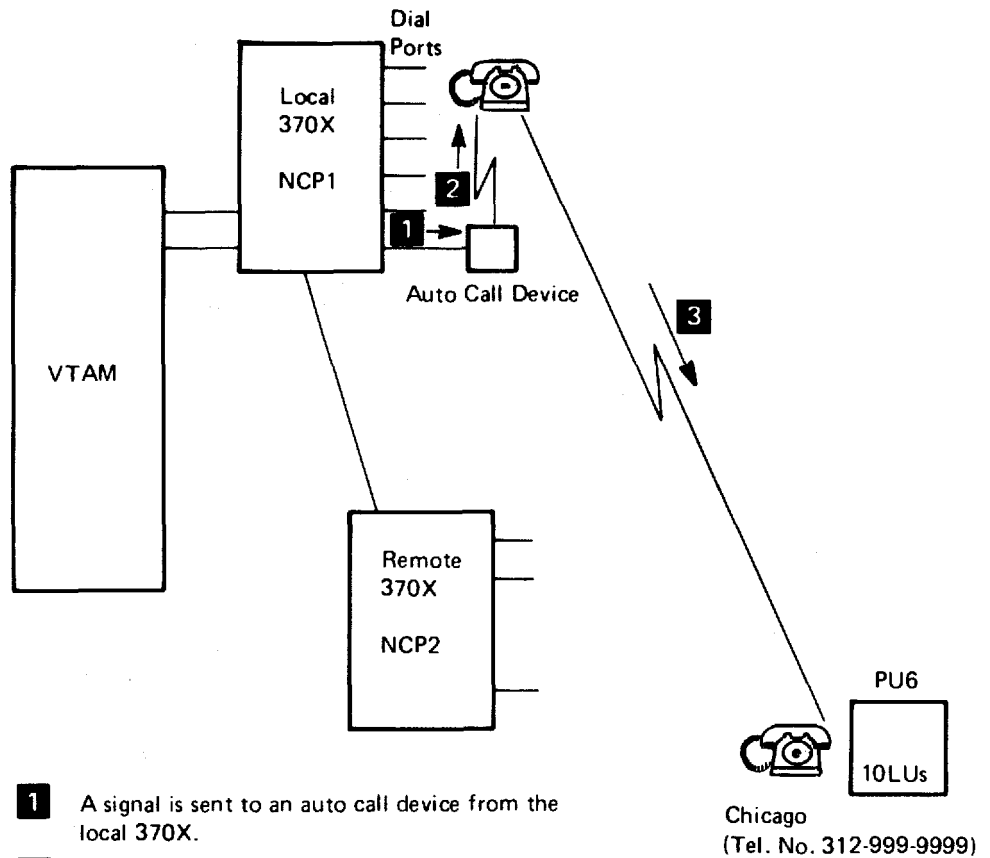 Dial
Ports
Local
370X
NCP1
2
1
Auto Call Device
3
VTAM
Remote
370X
NCP2
PU6
10LUs
Chicago
(Tel. No. 312-999-9999)
1 A signal is sent to an auto call device from the
local 370X.